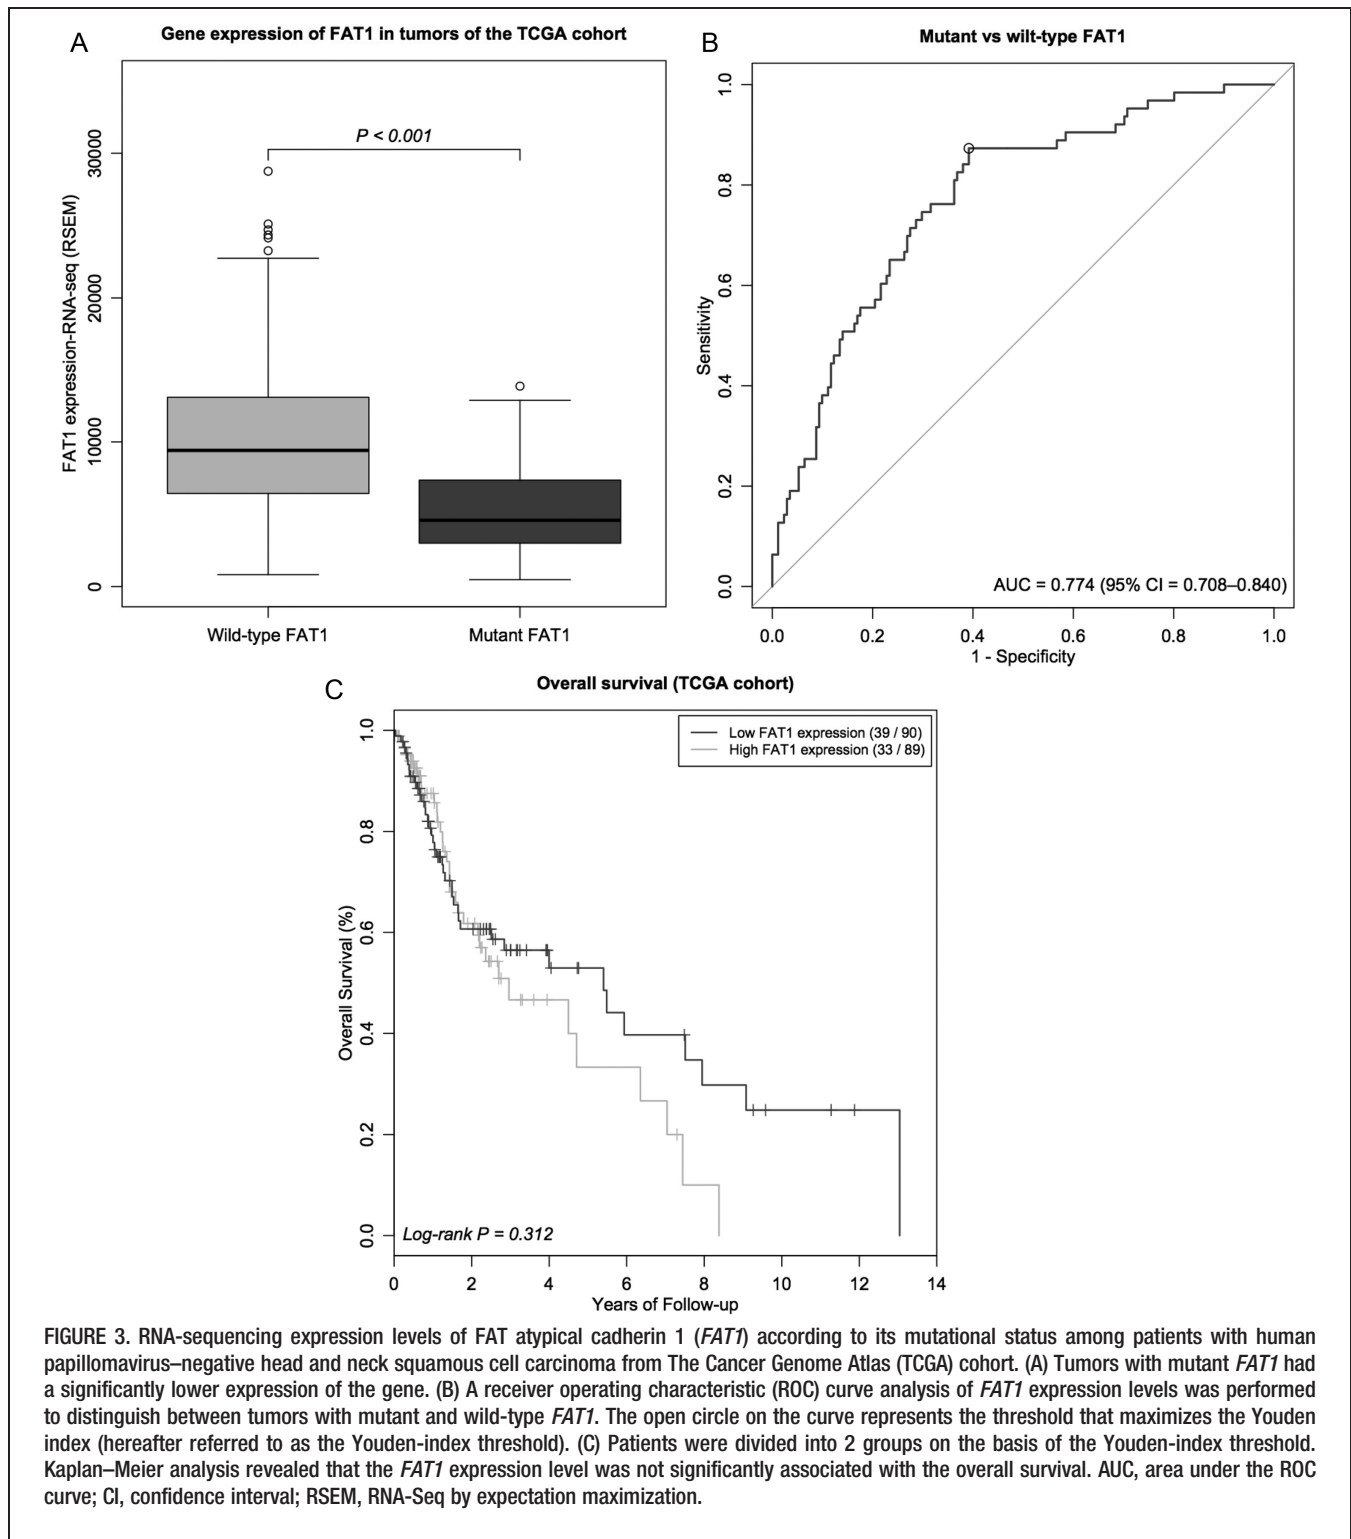 A
Gene expression of FAT1 in tumors of the TCGA cohort
P < 0.001
FAT1 expression-RNA-seq (RSEM)
30000
20000
10000
0
Wild-type FAT1
Mutant FAT1
B
Mutant vs wilt-type FAT1
Sensitivity
1.0
0.8
0.6
0.4
0.2
0.0
AUC = 0.774 (95% CI = 0.708–0.840)
0.0 0.2 0.4 0.6 0.8 1.0
1 - Specificity
C
Overall survival (TCGA cohort)
Low FAT1 expression (39 / 90)
High FAT1 expression (33 / 89)
Overall Survival (%)
1.0
0.8
0.6
0.4
0.2
0.0
Log-rank P = 0.312
0 2 4 6 8 10 12 14
Years of Follow-up
FIGURE 3. RNA-sequencing expression levels of FAT atypical cadherin 1 (FAT1) according to its mutational status among patients with human
papillomavirus–negative head and neck squamous cell carcinoma from The Cancer Genome Atlas (TCGA) cohort. (A) Tumors with mutant FAT1 had
a significantly lower expression of the gene. (B) A receiver operating characteristic (ROC) curve analysis of FAT1 expression levels was performed
to distinguish between tumors with mutant and wild-type FAT1. The open circle on the curve represents the threshold that maximizes the Youden
index (hereafter referred to as the Youden-index threshold). (C) Patients were divided into 2 groups on the basis of the Youden-index threshold.
Kaplan–Meier analysis revealed that the FAT1 expression level was not significantly associated with the overall survival. AUC, area under the ROC
curve; CI, confidence interval; RSEM, RNA-Seq by expectation maximization.